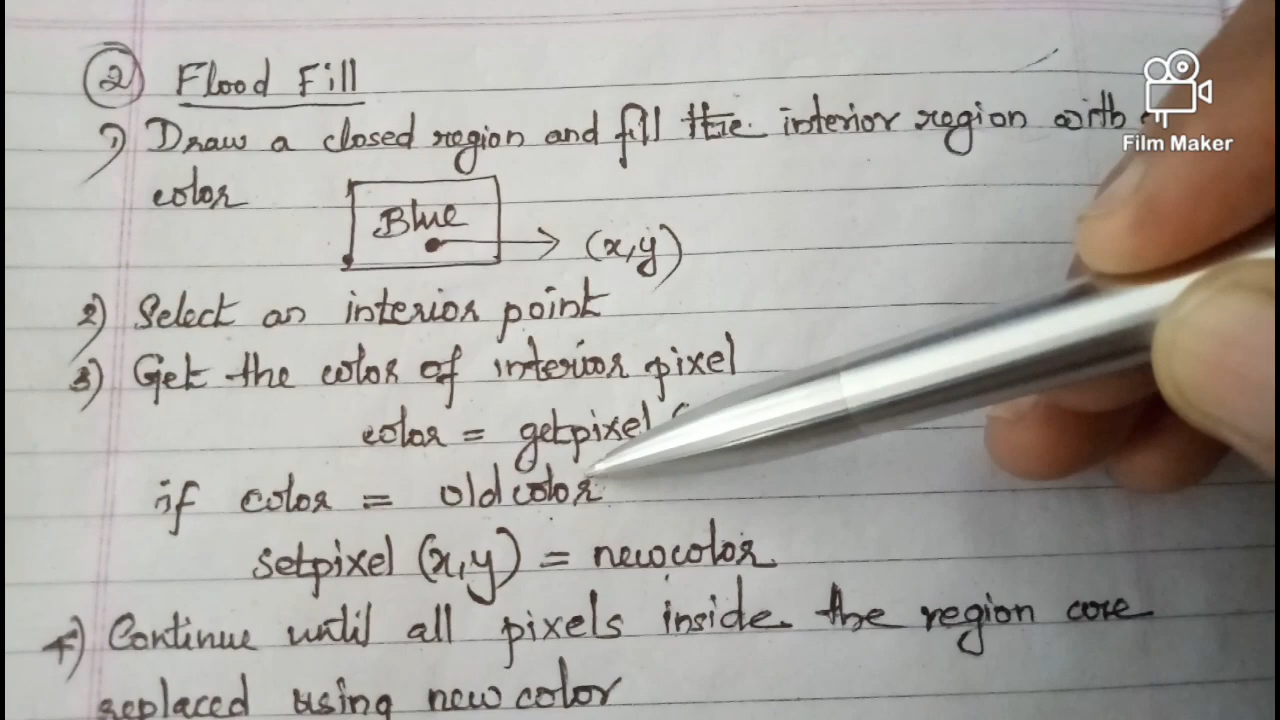 2 Flood Fill
1) Draw a closed region and fill the interior region with
color
Blue
(x,y)
2) Select an interior point
3) Get the color of interior pixel
color = getpixel (
if color = oldcolor
setpixel (x,y) = newcolor
4) Continue until all pixels inside the region are
replaced using new color
Film Maker